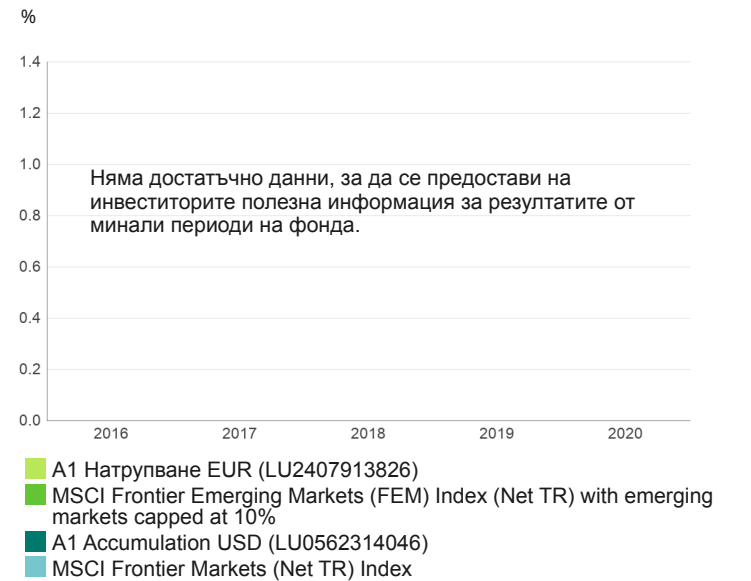 %
1.4
1.2
1.0
Няма достатъчно данни, за да се предостави на
инвеститорите полезна информация за резултатите от
минали периоди на фонда.
0.8
0.6
0.4
0.2
0.0
2016 2017 2018 2019 2020
А1 Натрупване EUR (LU2407913826)
MSCI Frontier Emerging Markets (FEM) Index (Net TR) with emerging
markets capped at 10%
A1 Accumulation USD (LU0562314046)
MSCI Frontier Markets (Net TR) Index